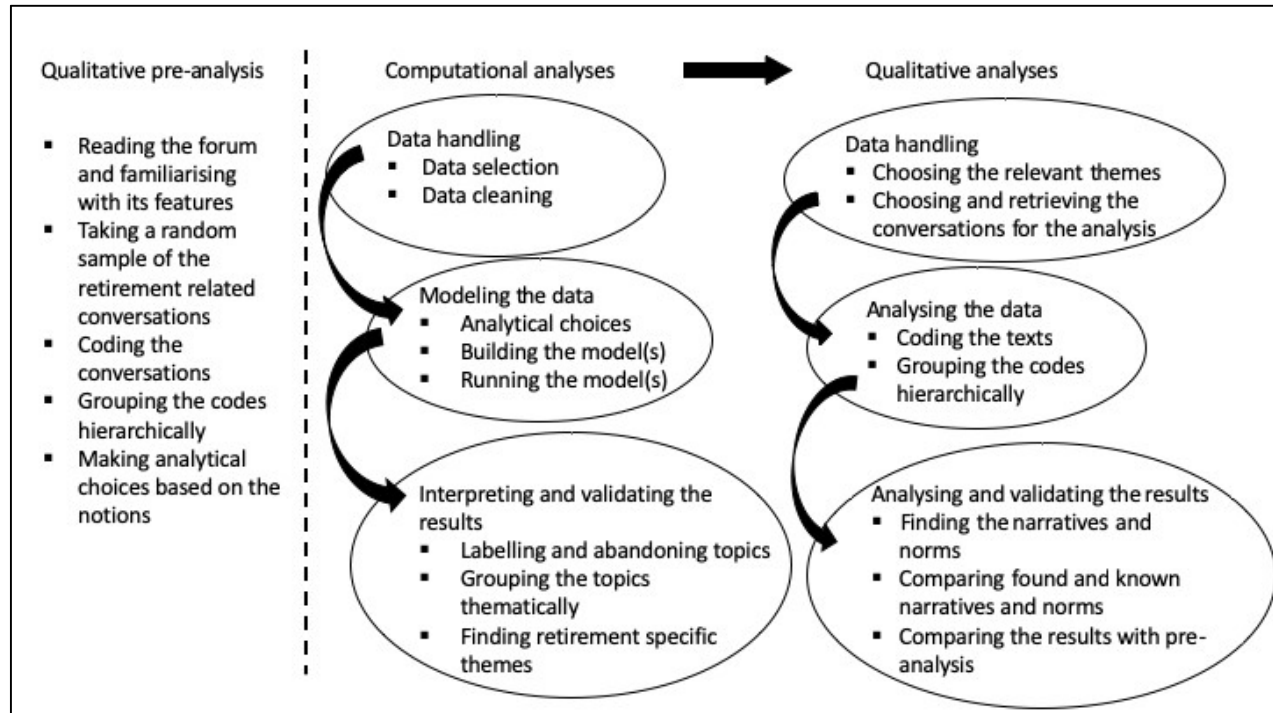 Qualitative pre-analysis
▪ Reading the forum
and familiarising
with its features
▪ Taking a random
sample of the
retirement related
conversations
▪ Coding the
conversations
▪ Grouping the codes
hierarchically
▪ Making analytical
choices based on the
notions
Computational analyses
Data handling
▪ Data selection
▪ Data cleaning
Modeling the data
▪ Analytical choices
▪ Building the model(s)
▪ Running the model(s)
Interpreting and validating the
results
▪ Labelling and abandoning topics
▪ Grouping the topics
thematically
▪ Finding retirement specific
themes
Qualitative analyses
Data handling
▪ Choosing the relevant themes
▪ Choosing and retrieving the
conversations for the analysis
Analysing the data
▪ Coding the texts
▪ Grouping the codes
hierarchically
Analysing and validating the results
▪ Finding the narratives and
norms
▪ Comparing found and known
narratives and norms
▪ Comparing the results with pre-
analysis